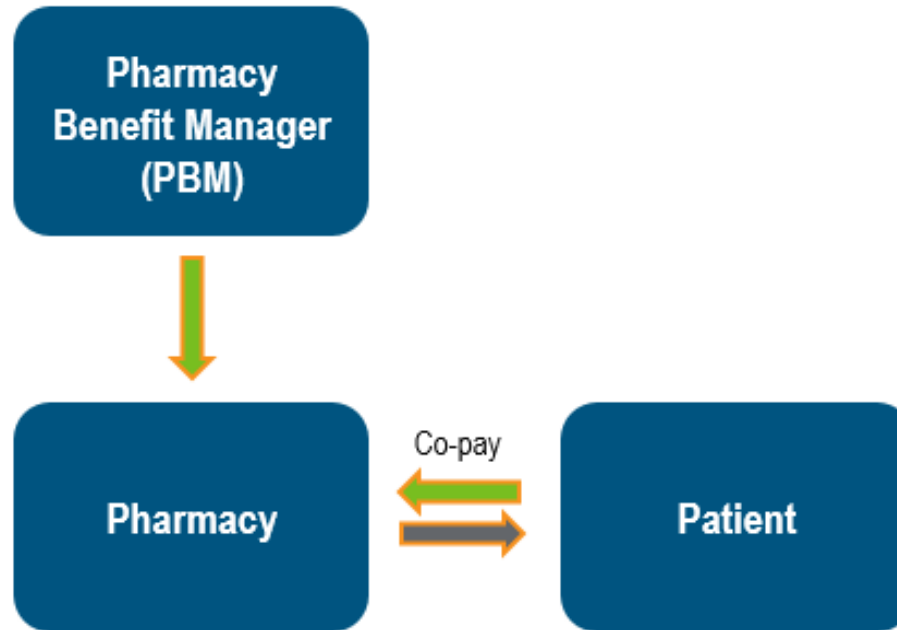 Pharmacy
Benefit Manager
(PBM)
Co-pay
Pharmacy
Patient